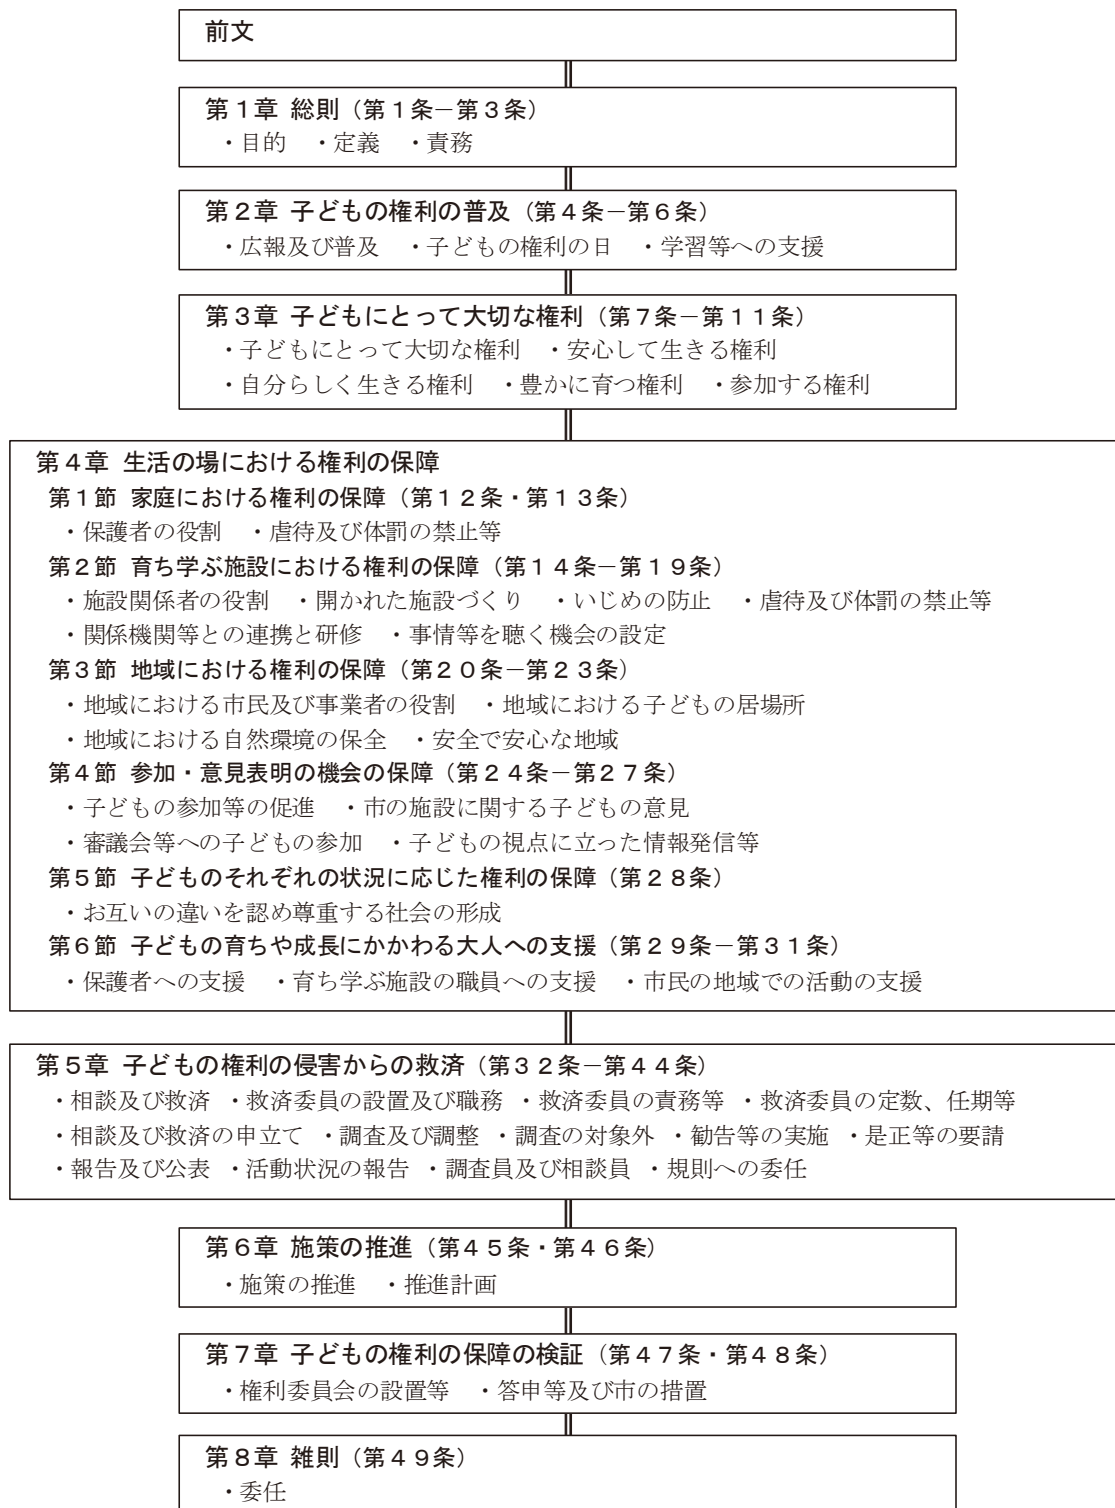 前文
第1章 総則（第1条－第3条）
・目的　・定義　・責務
第2章 子どもの権利の普及（第4条－第6条）
・広報及び普及　・子どもの権利の日　・学習等への支援
第3章 子どもにとって大切な権利（第7条－第11条）
・子どもにとって大切な権利　・安心して生きる権利
・自分らしく生きる権利　・豊かに育つ権利　・参加する権利
第4章 生活の場における権利の保障
第1節 家庭における権利の保障（第12条・第13条）
・保護者の役割　・虐待及び体罰の禁止等
第2節 育ち学ぶ施設における権利の保障（第14条－第19条）
・施設関係者の役割　・開かれた施設づくり　・いじめの防止　・虐待及び体罰の禁止等
・関係機関等との連携と研修　・事情等を聴く機会の設定
第3節 地域における権利の保障（第20条－第23条）
・地域における市民及び事業者の役割　・地域における子どもの居場所
・地域における自然環境の保全　・安全で安心な地域
第4節 参加・意見表明の機会の保障（第24条－第27条）
・子どもの参加等の促進　・市の施設に関する子どもの意見
・審議会等への子どもの参加　・子どもの視点に立った情報発信等
第5節 子どものそれぞれの状況に応じた権利の保障（第28条）
・お互いの違いを認め尊重する社会の形成
第6節 子どもの育ちや成長にかかわる大人への支援（第29条－第31条）
・保護者への支援　・育ち学ぶ施設の職員への支援　・市民の地域での活動の支援
第5章 子どもの権利の侵害からの救済（第32条－第44条）
・相談及び救済 ・救済委員の設置及び職務 ・救済委員の責務等 ・救済委員の定数、任期等
・相談及び救済の申立て ・調査及び調整 ・調査の対象外 ・勧告等の実施 ・是正等の要請
・報告及び公表 ・活動状況の報告 ・調査員及び相談員 ・規則への委任
第6章 施策の推進（第45条・第46条）
・施策の推進　・推進計画
第7章 子どもの権利の保障の検証（第47条・第48条）
・権利委員会の設置等　・答申等及び市の措置
第8章 雑則（第49条）
・委任